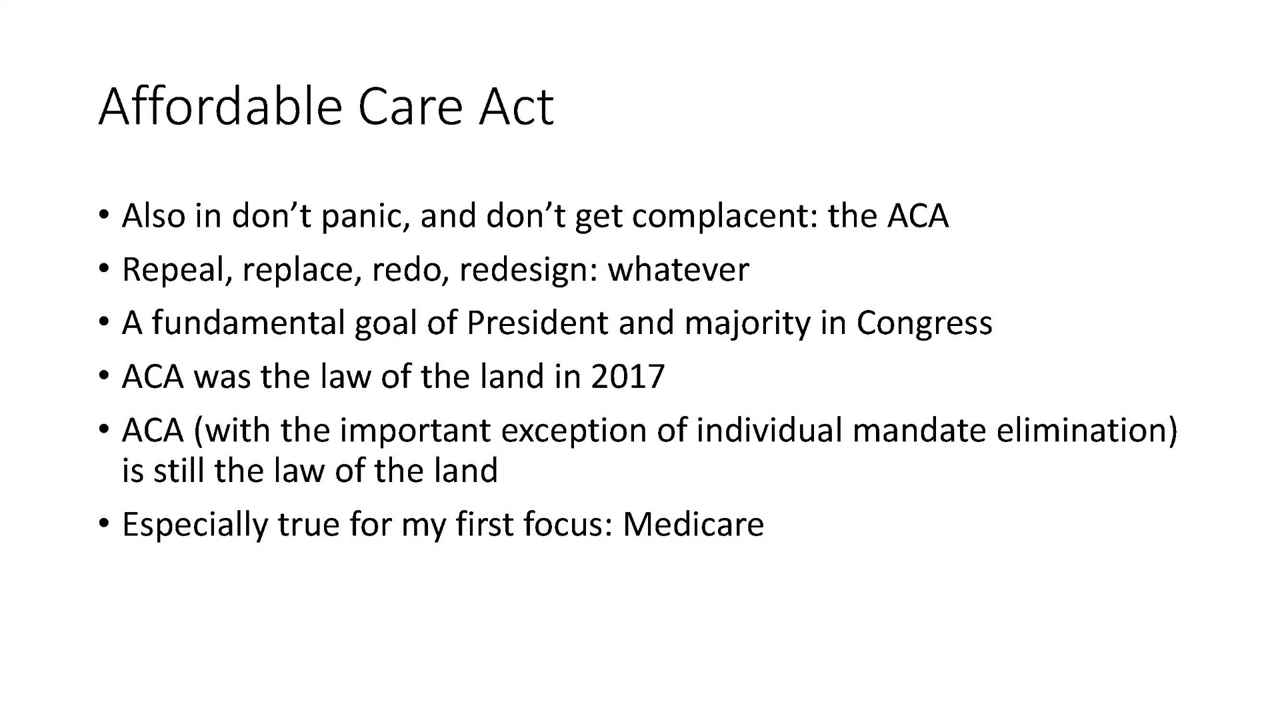 Affordable Care Act
• Also in don’t panic, and don’t get complacent: the ACA
• Repeal, replace, redo, redesign: whatever
• A fundamental goal of President and majority in Congress
• ACA was the law of the land in 2017
• ACA (with the important exception of individual mandate elimination)
is still the law of the land
• Especially true for my first focus: Medicare